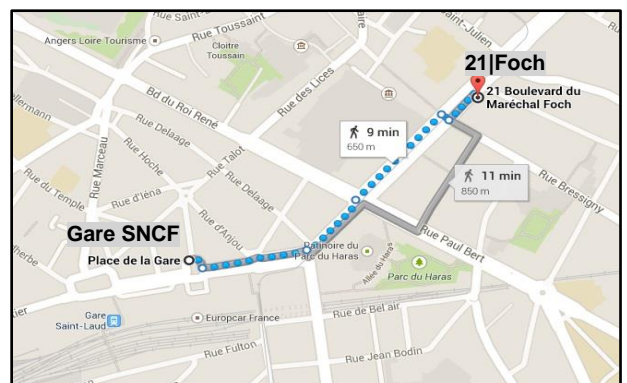 Saint-Julien
Rue Saint
Rue Toussaint
Angers Loire Tourisme
Cloitre
Toussaint
21|Foch
21 Boulevard du
Maréchal Foch
Rue des Lices
Bd du Roi René
9 min
650 m
Rue Delaage
Rue Marceau
Rue Hoche
Rue Talot
11 min
850 m
Rue Bressigny
Rue du Temple
Rue d'Iéna
Rue Delaage
Gare SNCF
Rue d'Anjou
Place de la Gare
Patinoire du
Parc du Haras
Rue Paul Bert
Allée du Haras
Parc du Haras
Gare
Saint-Laud
Europcar France
Rue de Bel air
Rue Fulton
Rue Jean Bodin